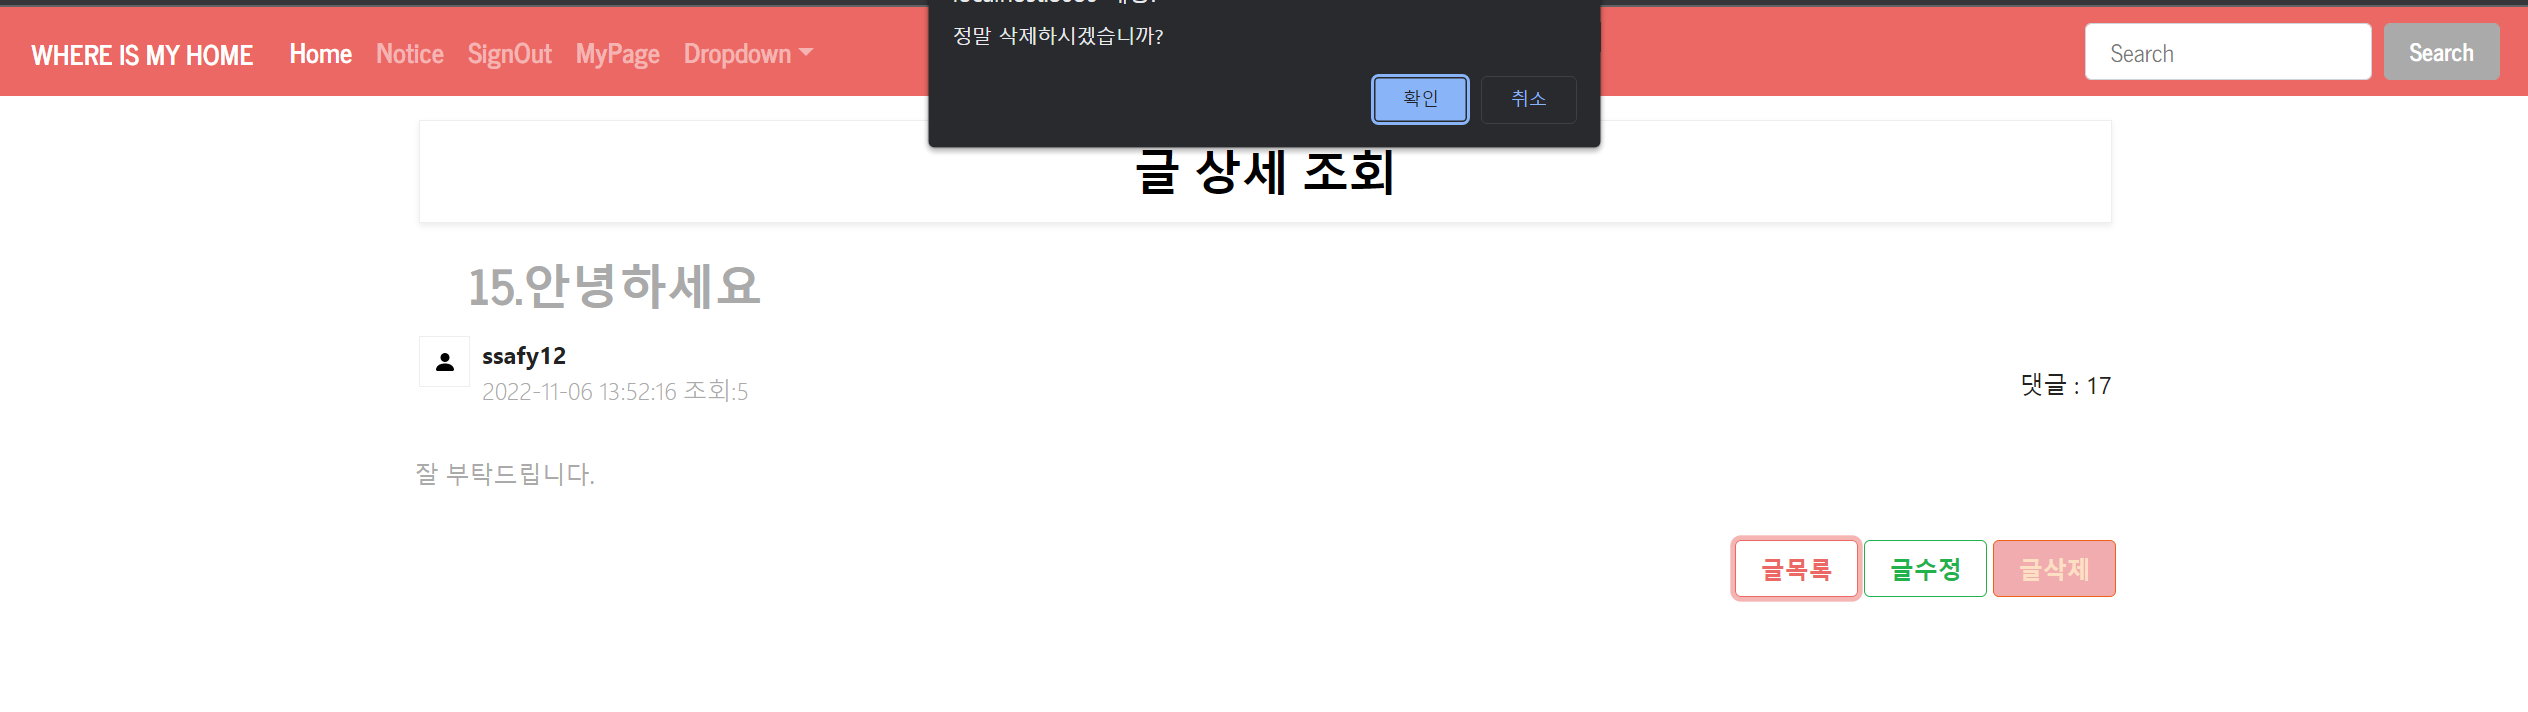 정말 삭제하시겠습니까?
확인 취소
WHERE IS MY HOME Home Notice SignOut MyPage Dropdown Search Search
글 상세 조회
15.안녕하세요
ssafy12
2022-11-06 13:52:16 조회:5
댓글 : 17
잘 부탁드립니다.
글목록 글수정 글삭제